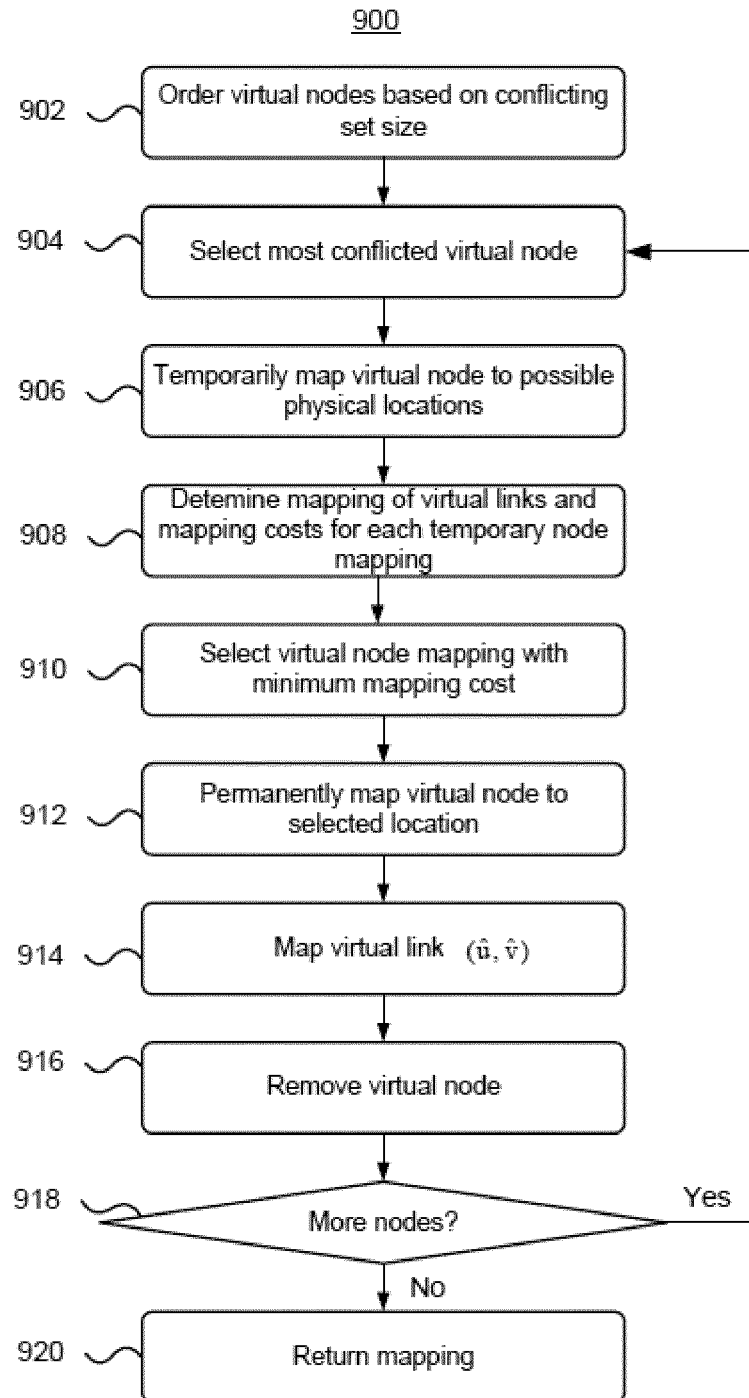 900
902
Order virtual nodes based on conflicting
set size
904
Select most conflicted virtual node
906
Temporarily map virtual node to possible
physical locations
908
Detemine mapping of virtual links and
mapping costs for each temporary node
mapping
910
Select virtual node mapping with
minimum mapping cost
912
Permanently map virtual node to
selected location
914
Map virtual link (û, v̂)
916
Remove virtual node
918
More nodes?
Yes
No
920
Return mapping